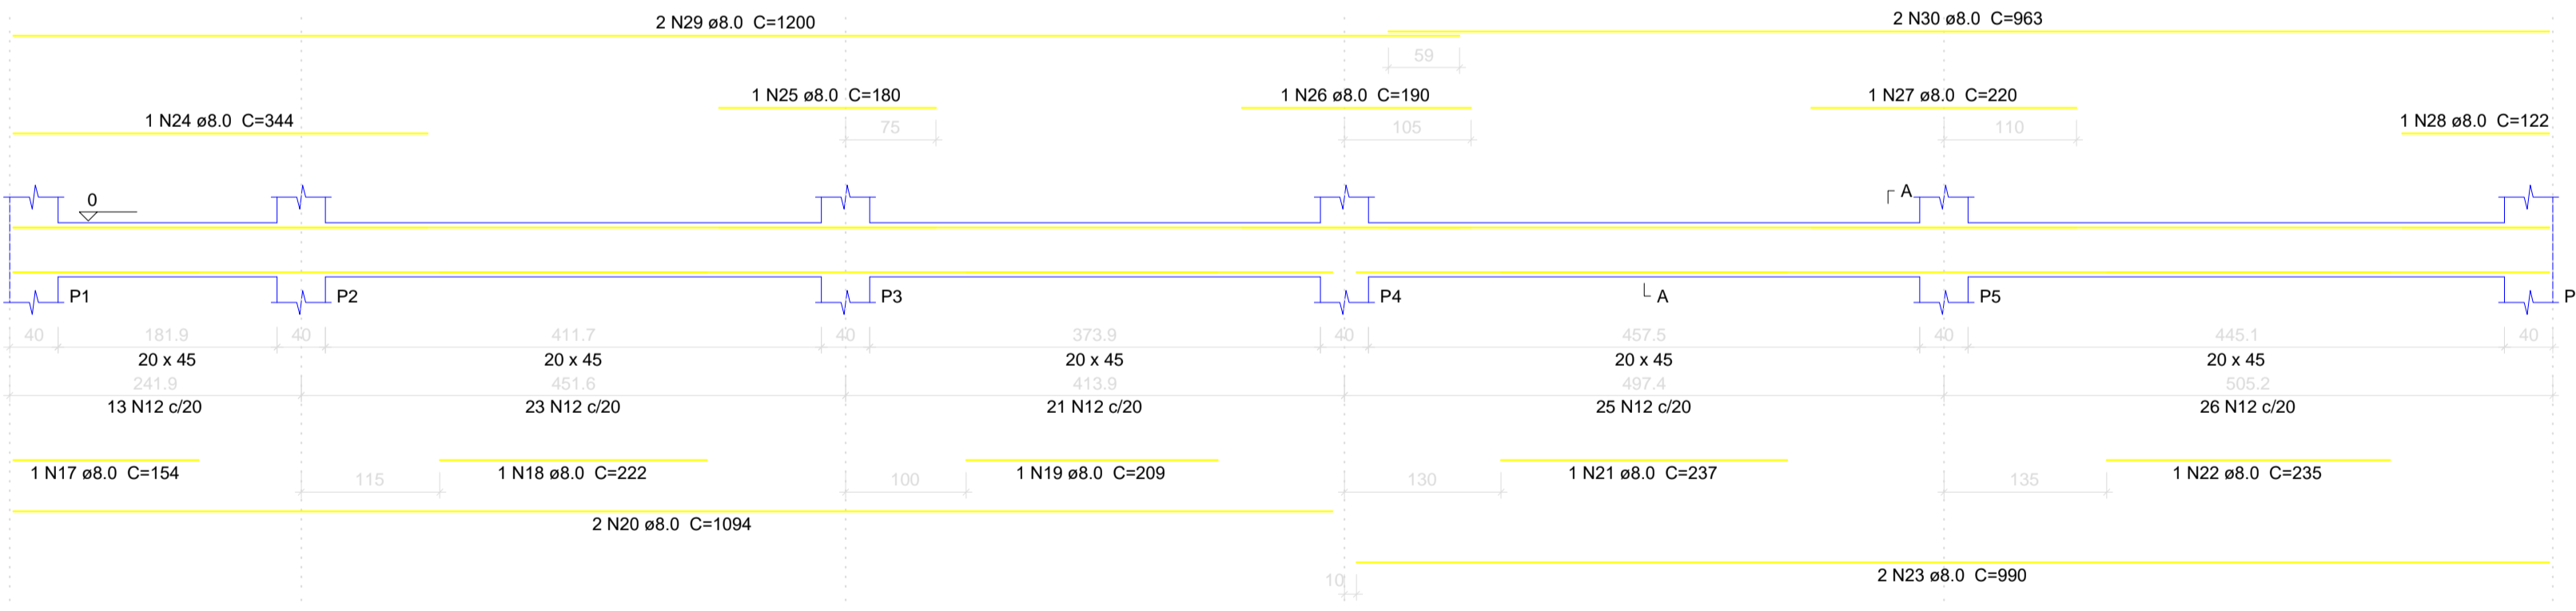 2 N29 ø8.0 C=1200
2 N30 ø8.0 C=963
59
1 N25 ø8.0 C=180
1 N26 ø8.0 C=190
1 N27 ø8.0 C=220
1 N24 ø8.0 C=344
75
105
110
1 N28 ø8.0 C=122
0
A
P1
P2
P3
P4
A
P5
P
40
181.9
40
411.7
40
373.9
40
457.5
40
445.1
40
20 x 45
20 x 45
20 x 45
20 x 45
20 x 45
241.9
451.6
413.9
497.4
505.2
13 N12 c/20
23 N12 c/20
21 N12 c/20
25 N12 c/20
26 N12 c/20
1 N17 ø8.0 C=154
115
1 N18 ø8.0 C=222
100
1 N19 ø8.0 C=209
130
1 N21 ø8.0 C=237
135
1 N22 ø8.0 C=235
2 N20 ø8.0 C=1094
10
2 N23 ø8.0 C=990